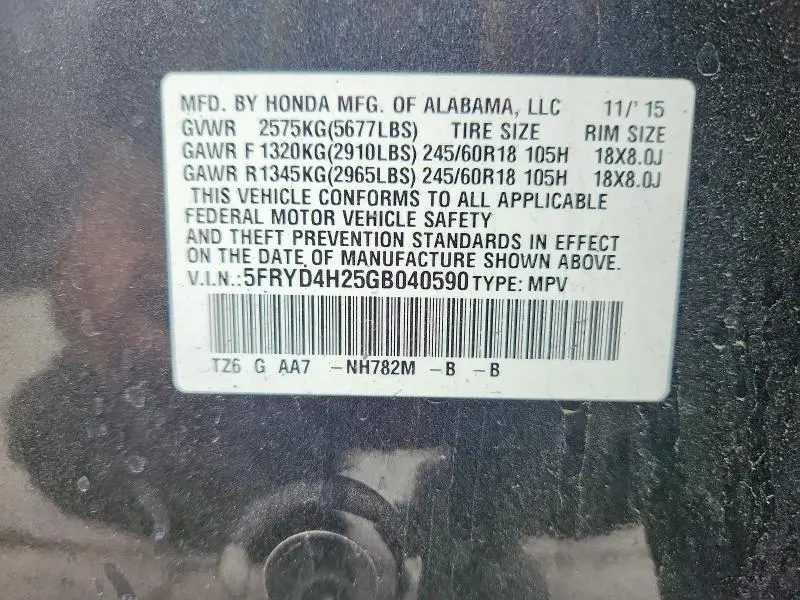 MFD. BY HONDA MFG. OF ALABAMA, LLC 11/'15
GVWR 2575KG(5677LBS) TIRE SIZE RIM SIZE
GAWR F 1320KG(2910LBS) 245/60R18 105H 18X8.0J
GAWR R 1345KG(2965LBS) 245/60R18 105H 18X8.0J
THIS VEHICLE CONFORMS TO ALL APPLICABLE
FEDERAL MOTOR VEHICLE SAFETY
AND THEFT PREVENTION STANDARDS IN EFFECT
ON THE DATE OF MANUFACTURE SHOWN ABOVE.
V.I.N.: 5FRYD4H25GB040590 TYPE: MPV
TZ6 G AA7 -NH782M -B -B